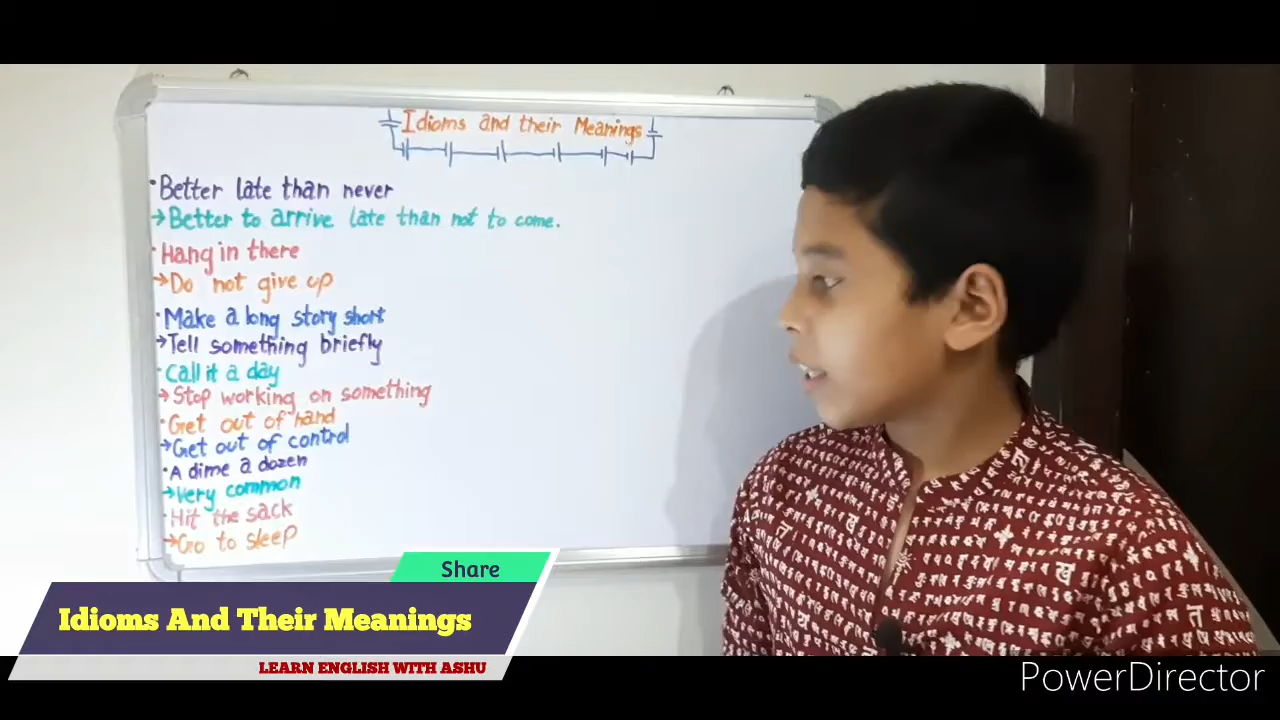 Idioms and their Meanings
• Better late than never
→ Better to arrive late than not to come.
• Hang in there
→ Do not give up
• Make a long story short
→ Tell something briefly
• Call it a day
→ Stop working on something
• Get out of hand
→ Get out of control
• A dime a dozen
→ Very common
• Hit the sack
→ Go to sleep
Share
Idioms And Their Meanings
LEARN ENGLISH WITH ASHU
PowerDirector